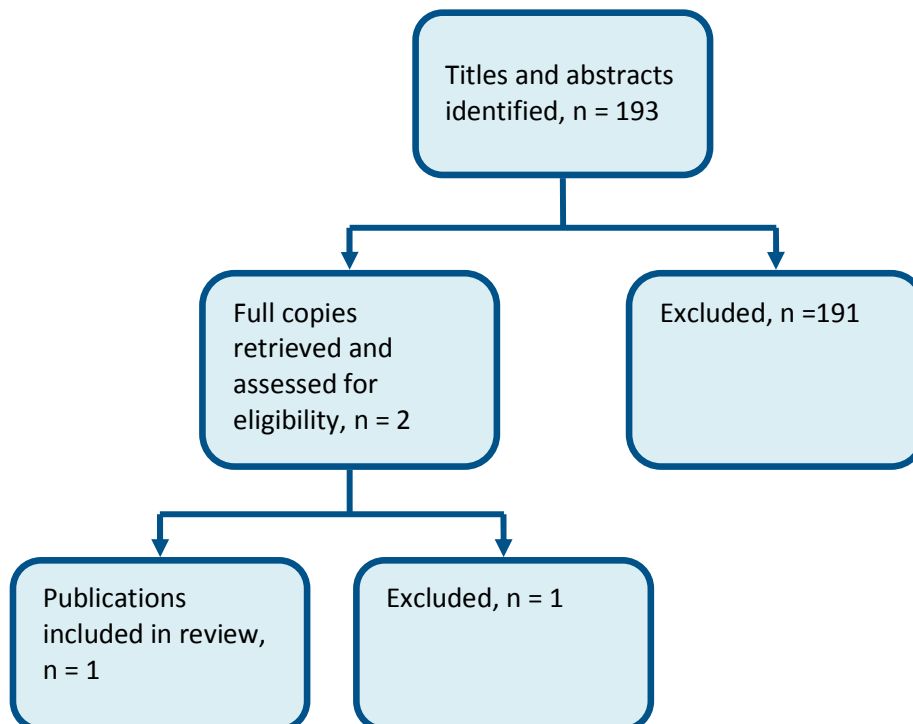 Titles and abstracts
identified, n = 193
Full copies
retrieved and
assessed for
eligibility, n = 2
Excluded, n =191
Publications
included in review,
n = 1
Excluded, n = 1